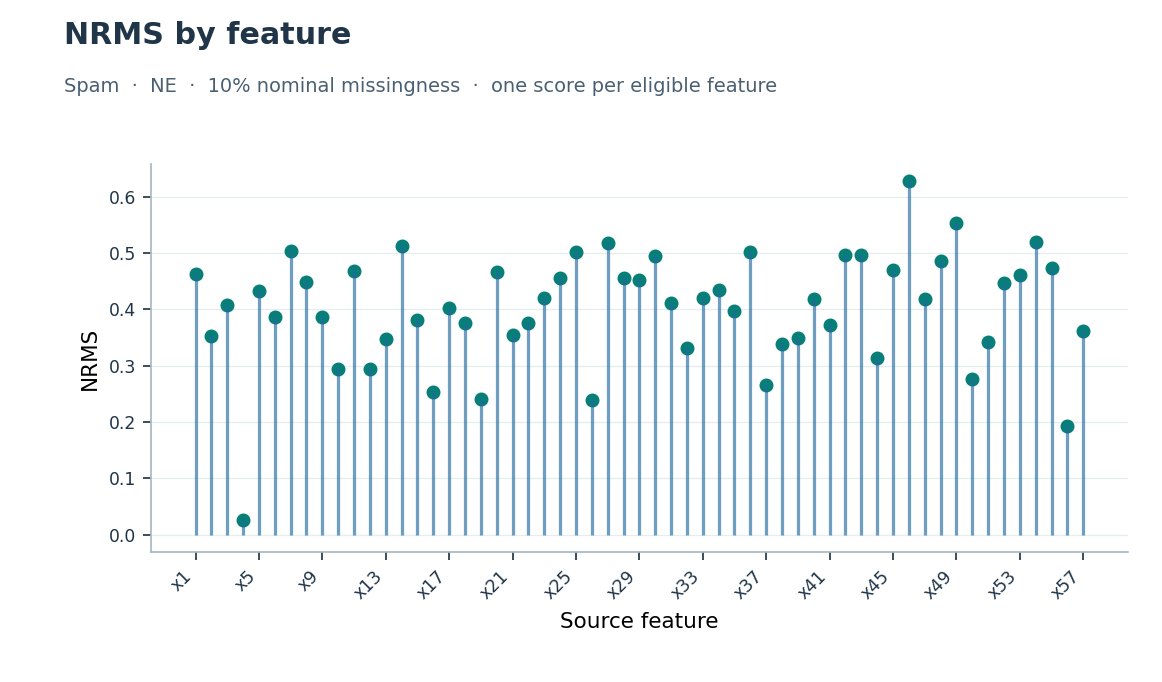 NRMS by feature
Spam · NE · 10% nominal missingness · one score per eligible feature
NRMS
0.6
0.5
0.4
0.3
0.2
0.1
0.0
x1 x5 x9 x13 x17 x21 x25 x29 x33 x37 x41 x45 x49 x53 x57
Source feature